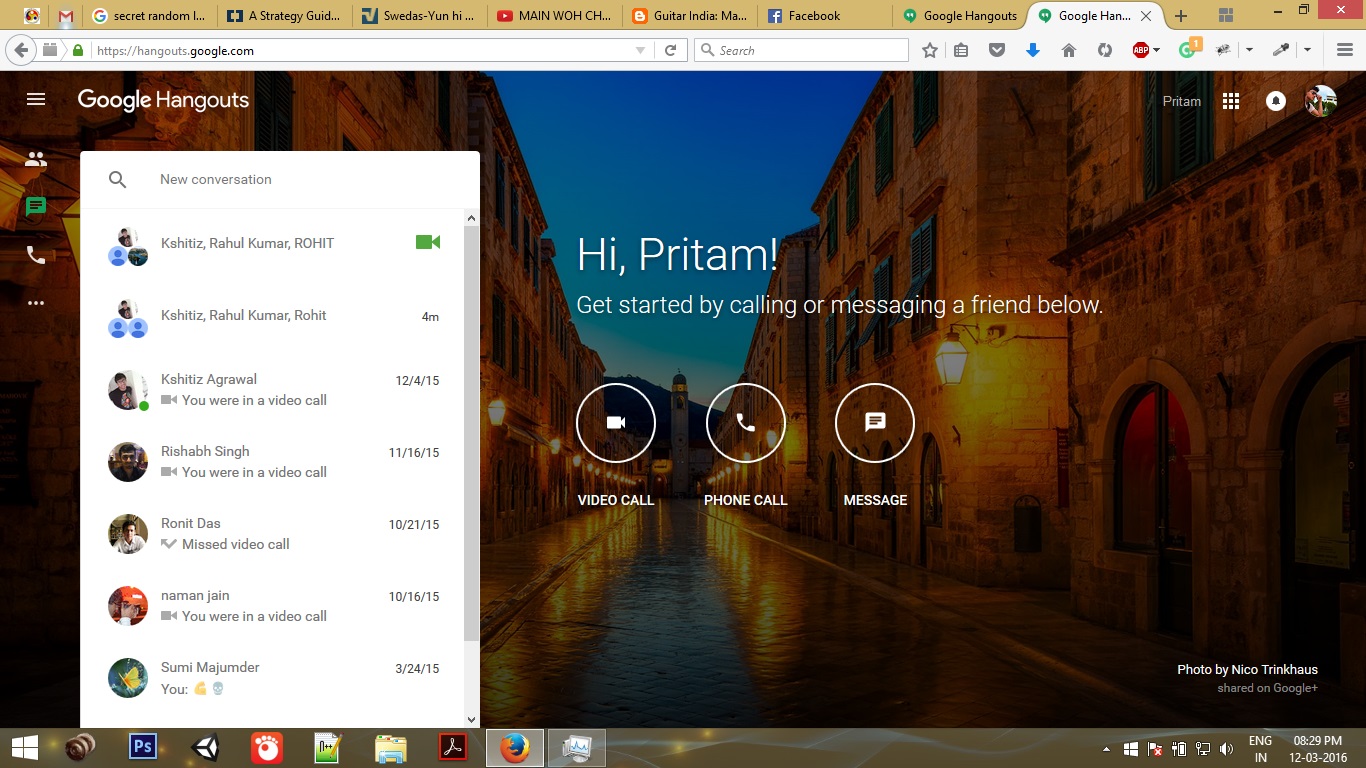 secret random l...
A Strategy Guid...
Swedas-Yun hi ...
MAIN WOH CH...
Guitar India: Ma...
Facebook
Google Hangouts
Google Han...
https://hangouts.google.com
Search
ABP
1
Google Hangouts
Pritam
New conversation
Kshitiz, Rahul Kumar, ROHIT
Kshitiz, Rahul Kumar, Rohit
4m
Kshitiz Agrawal
12/4/15
You were in a video call
Rishabh Singh
11/16/15
You were in a video call
Ronit Das
10/21/15
Missed video call
naman jain
10/16/15
You were in a video call
Sumi Majumder
3/24/15
You: 💪💀
Hi, Pritam!
Get started by calling or messaging a friend below.
VIDEO CALL
PHONE CALL
MESSAGE
Photo by Nico Trinkhaus
shared on Google+
Ps
ENG
IN
08:29 PM
12-03-2016